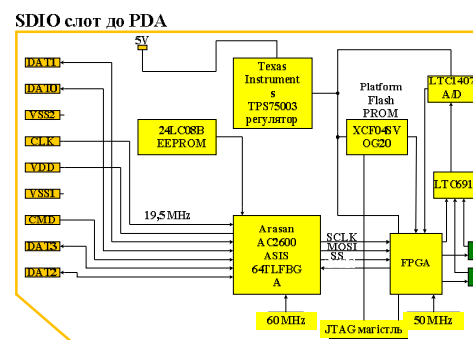 SDIO слот до PDA
5V
DAT1
DAT0
VSS2
CLK
VDD
VSS1
CMD
DAT3
DAT2
Texas
Instrument
s
TPS75003
регулятор
24LC08B
EEPROM
Platform
Flash
PROM
XCF04SV
OG20
LTC1407
A/D
LTC691
19,5 MHz
Arasan
AC2600
ASIS
64TLFBG
A
SCLK
MOSI
SS
FPGA
60 MHz
50 MHz
JTAG магістль